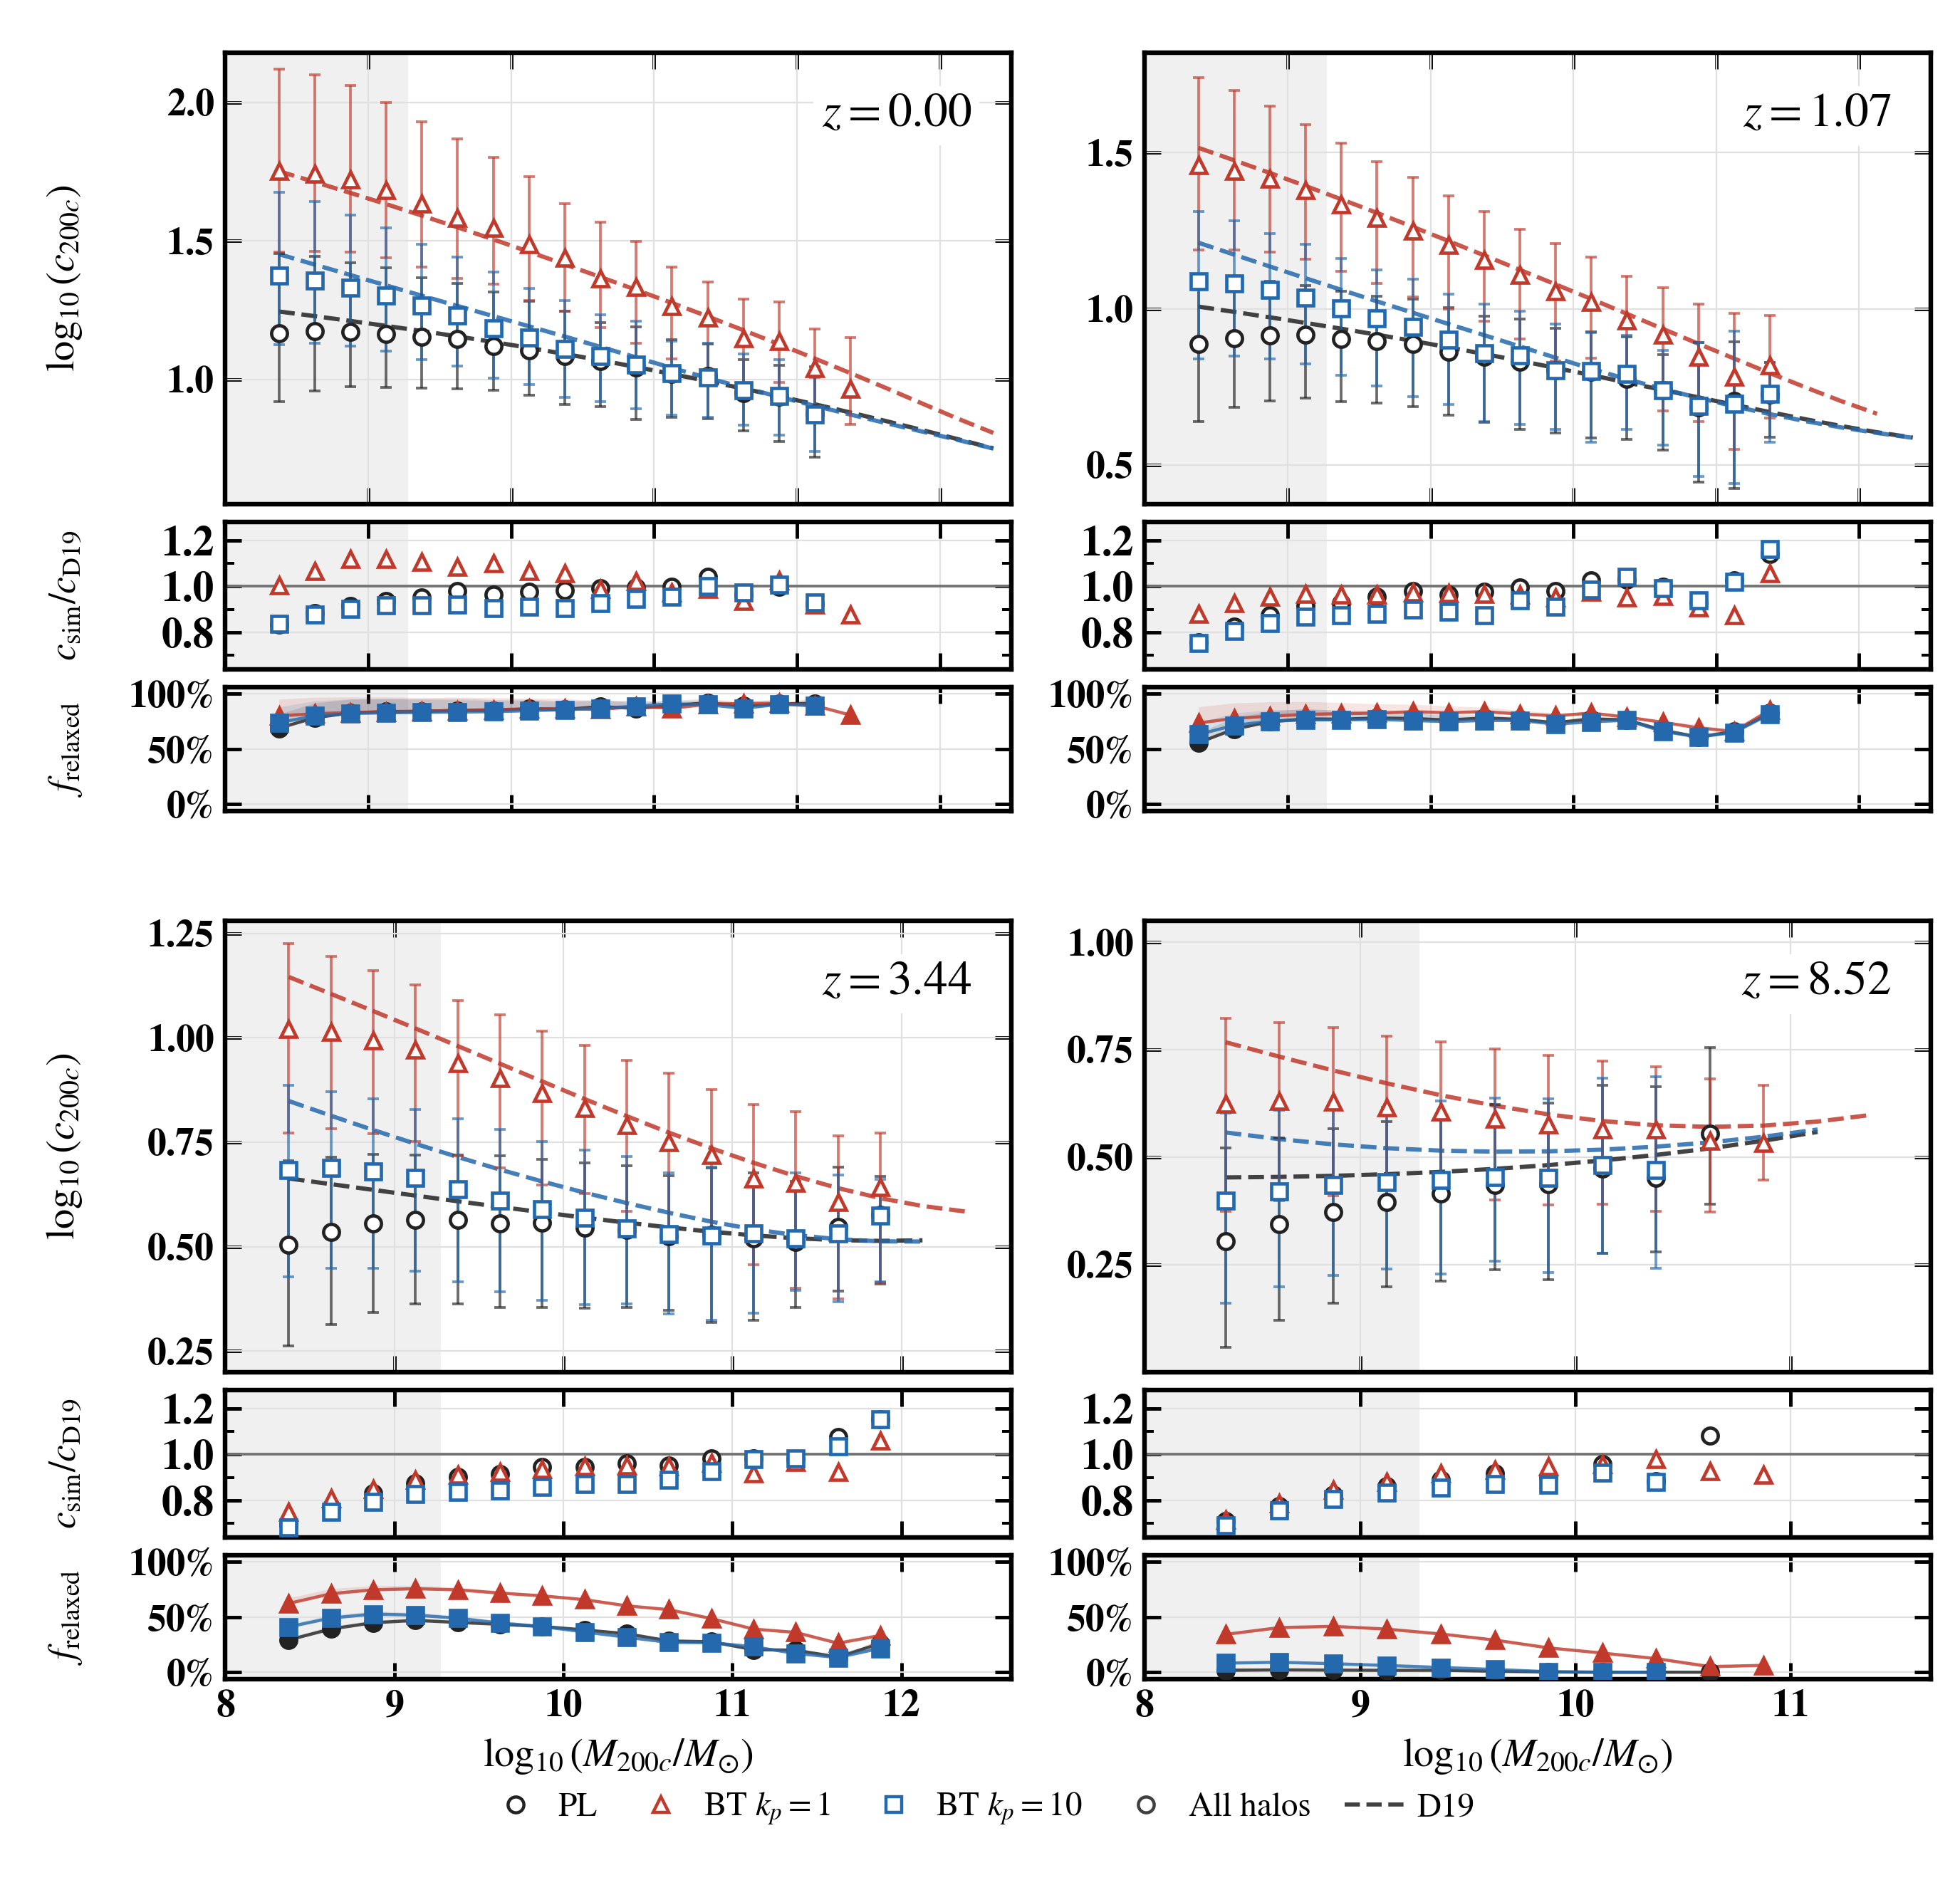 z = 0.00
2.0
1.5
1.0
log10 (c200c)
1.2
1.0
0.8
csim/cD19
100%
50%
0%
frelaxed
z = 1.07
1.5
1.0
0.5
1.2
1.0
0.8
100%
50%
0%
z = 3.44
1.25
1.00
0.75
0.50
0.25
log10 (c200c)
1.2
1.0
0.8
csim/cD19
100%
50%
0%
frelaxed
8 9 10 11 12
log10 (M200c/M⊙)
z = 8.52
1.00
0.75
0.50
0.25
1.2
1.0
0.8
100%
50%
0%
8 9 10 11
log10 (M200c/M⊙)
PL BT kp = 1 BT kp = 10 All halos D19